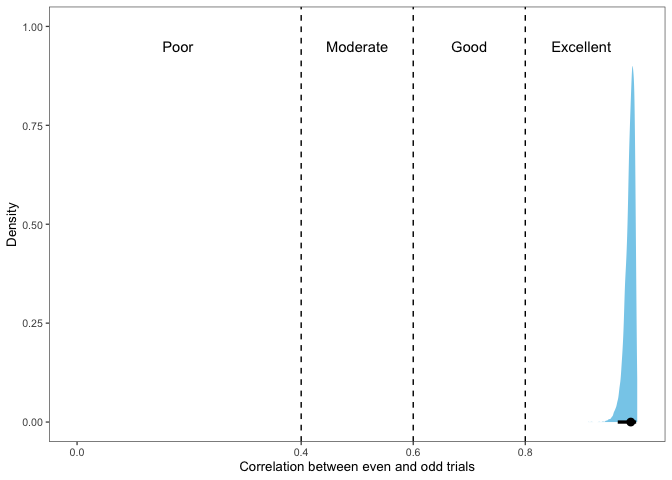 1.00
Poor Moderate Good Excellent
0.75
Density
0.50
0.25
0.00
0.0 0.4 0.6 0.8
Correlation between even and odd trials